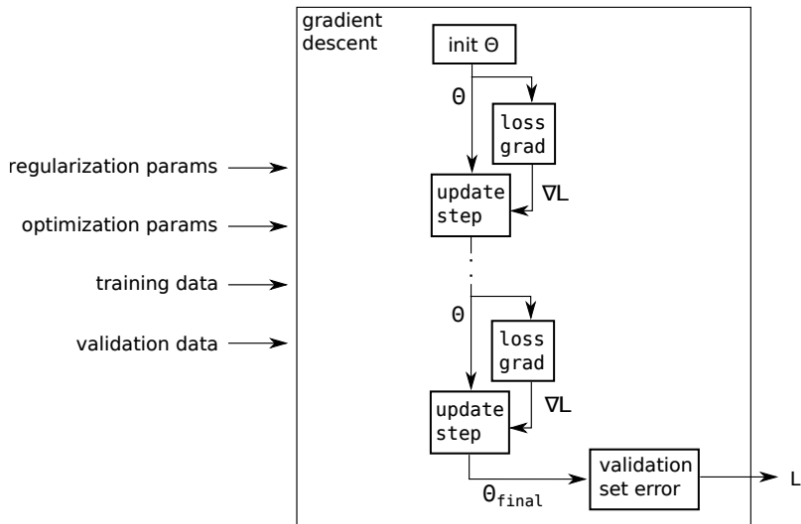 gradient
descent
init Θ
Θ
loss
grad
regularization params
update
step
∇L
optimization params
training data
Θ
loss
grad
validation data
update
step
∇L
validation
set error
L
Θfinal